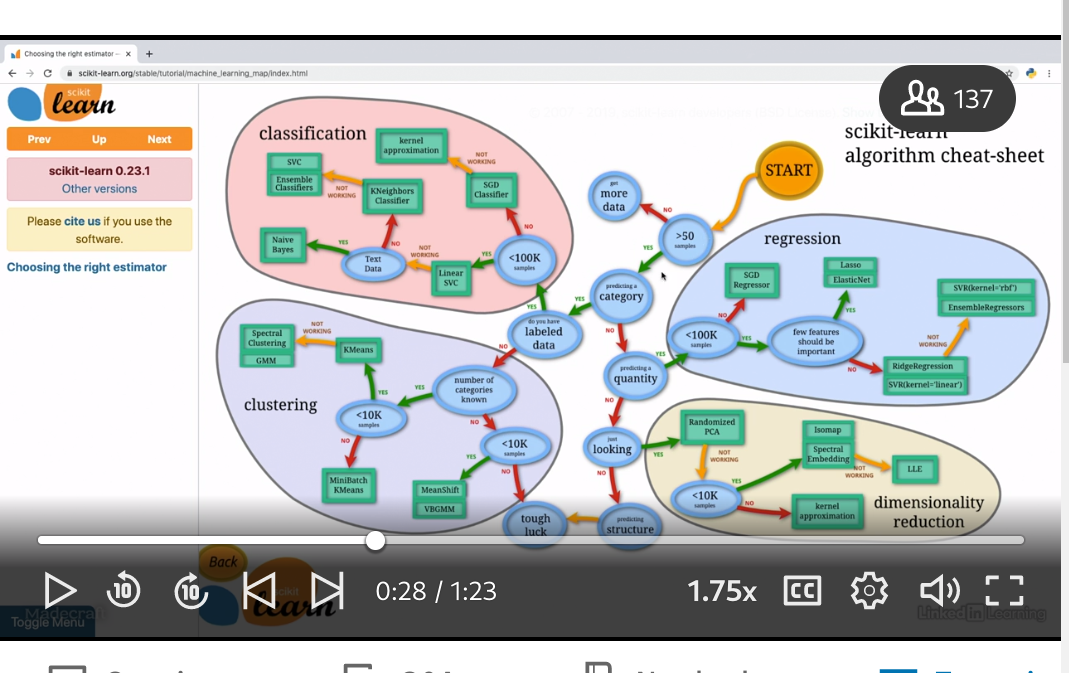 Choosing the right estimator —
scikit-learn.org/stable/tutorial/machine_learning_map/index.html
137
scikit
learn
Prev Up Next
scikit-learn 0.23.1
Other versions
Please cite us if you use the
software.
Choosing the right estimator
scikit-learn
algorithm cheat-sheet
START
classification
kernel
approximation
NOT
WORKING
SVC
Ensemble
Classifiers
NOT
WORKING
KNeighbors
Classifier
SGD
Classifier
NO
Naive
Bayes
YES
Text
Data
NO
NOT
WORKING
Linear
SVC
YES
<100K
samples
YES
get
more
data
NO
>50
samples
YES
predicting a
category
YES
NO
do you have
labeled
data
NO
predicting a
quantity
YES
NO
just
looking
YES
NO
predicting
structure
tough
luck
regression
SGD
Regressor
NO
<100K
samples
YES
Lasso
ElasticNet
YES
few features
should be
important
NO
SVR(kernel='rbf')
EnsembleRegressors
NOT
WORKING
RidgeRegression
SVR(kernel='linear')
clustering
Spectral
Clustering
GMM
NOT
WORKING
KMeans
YES
<10K
samples
NO
MiniBatch
KMeans
number of
categories
known
YES
NO
<10K
samples
YES
NO
MeanShift
VBGMM
dimensionality
reduction
Randomized
PCA
NOT
WORKING
<10K
samples
YES
NO
Isomap
Spectral
Embedding
NOT
WORKING
LLE
kernel
approximation
Back
scikit
learn
10
10
0:28 / 1:23
1.75x
CC
Madecraft
Toggle Menu
LinkedIn Learning